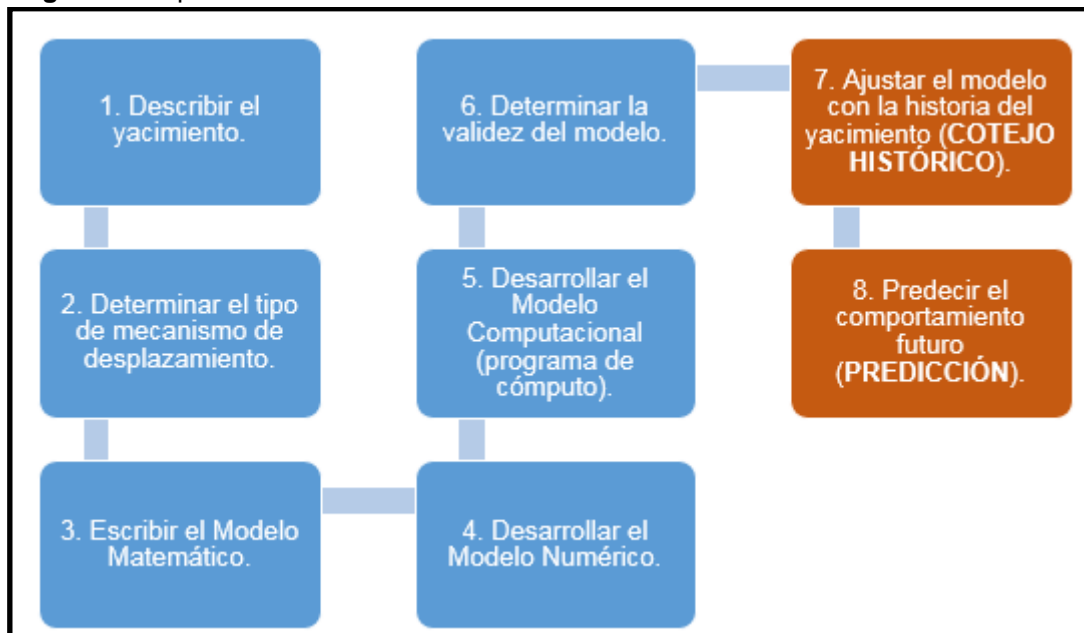 1. Describir el
yacimiento.
2. Determinar el tipo
de mecanismo de
desplazamiento.
3. Escribir el Modelo
Matemático.
4. Desarrollar el
Modelo Numérico.
5. Desarrollar el
Modelo
Computacional
(programa de
cómputo).
6. Determinar la
validez del modelo.
7. Ajustar el modelo
con la historia del
yacimiento (COTEJO
HISTÓRICO).
8. Predecir el
comportamiento
futuro
(PREDICCIÓN).